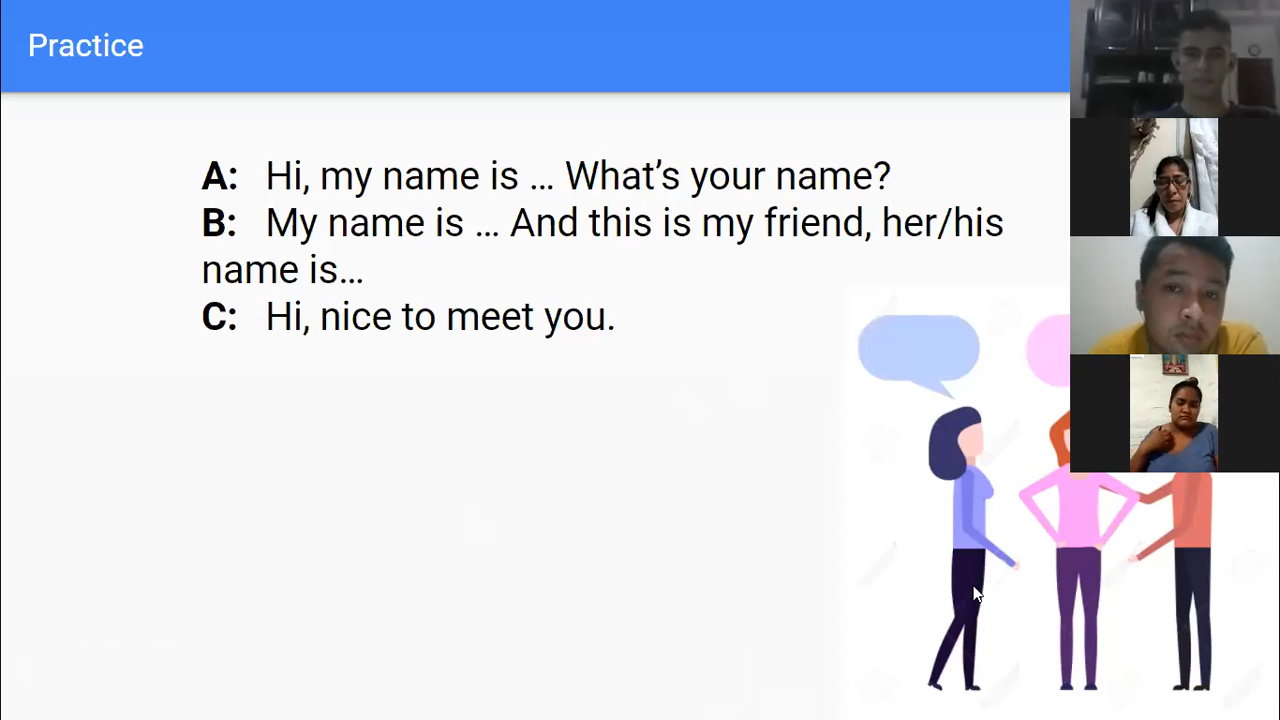 Practice
A: Hi, my name is … What’s your name?
B: My name is … And this is my friend, her/his
name is…
C: Hi, nice to meet you.